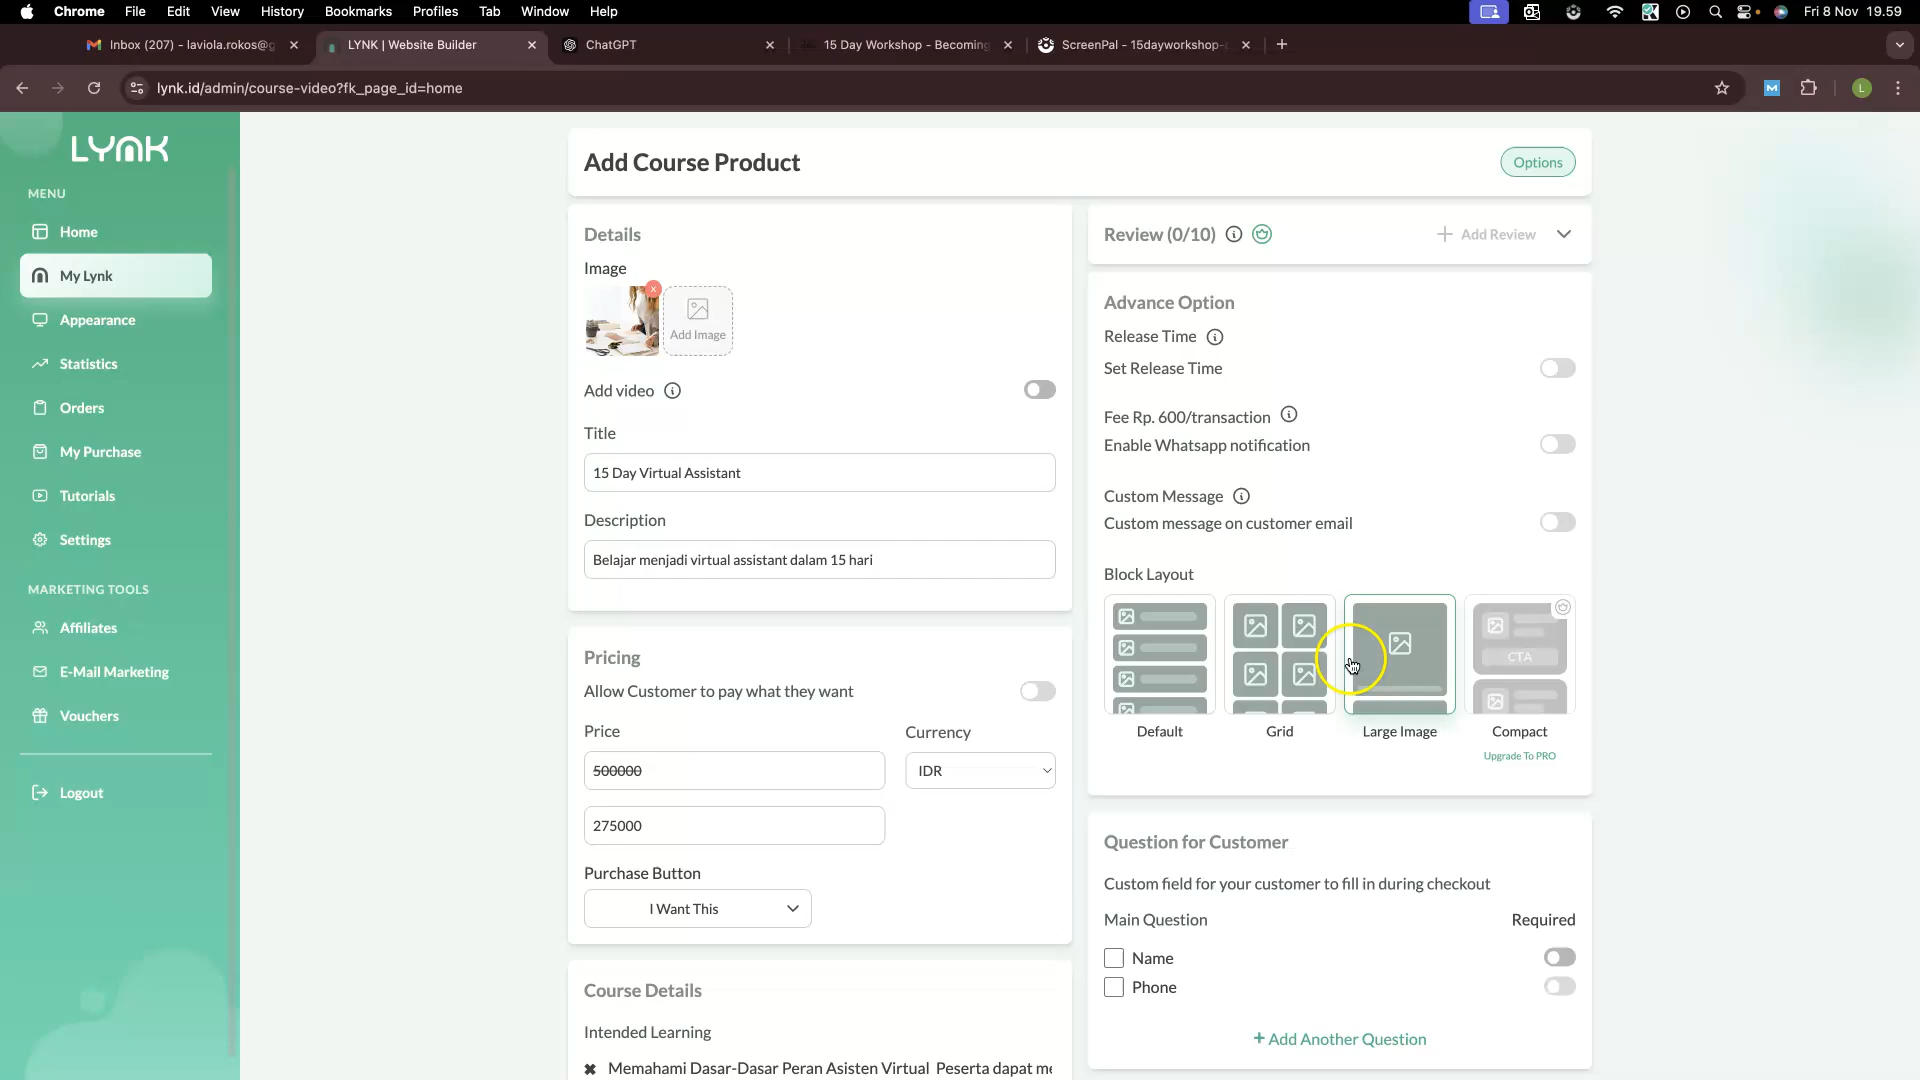 Chrome File Edit View History Bookmarks Profiles Tab Window Help Fri 8 Nov 19.59
Inbox (207) - laviola.rokos@g LYNK | Website Builder ChatGPT 15 Day Workshop - Becoming ScreenPal - 15dayworkshop-
lynk.id/admin/course-video?fk_page_id=home L
LYNK
MENU
Home
My Lynk
Appearance
Statistics
Orders
My Purchase
Tutorials
Settings
MARKETING TOOLS
Affiliates
E-Mail Marketing
Vouchers
Logout
Add Course Product
Options
Details
Image
x
Add Image
Add video
Title
15 Day Virtual Assistant
Description
Belajar menjadi virtual assistant dalam 15 hari
Pricing
Allow Customer to pay what they want
Price Currency
500000 IDR
275000
Purchase Button
I Want This
Course Details
Intended Learning
Memahami Dasar-Dasar Peran Asisten Virtual Peserta dapat me
Review (0/10) + Add Review
Advance Option
Release Time
Set Release Time
Fee Rp. 600/transaction
Enable Whatsapp notification
Custom Message
Custom message on customer email
Block Layout
CTA
Default Grid Large Image Compact
Upgrade To PRO
Question for Customer
Custom field for your customer to fill in during checkout
Main Question Required
Name
Phone
+ Add Another Question